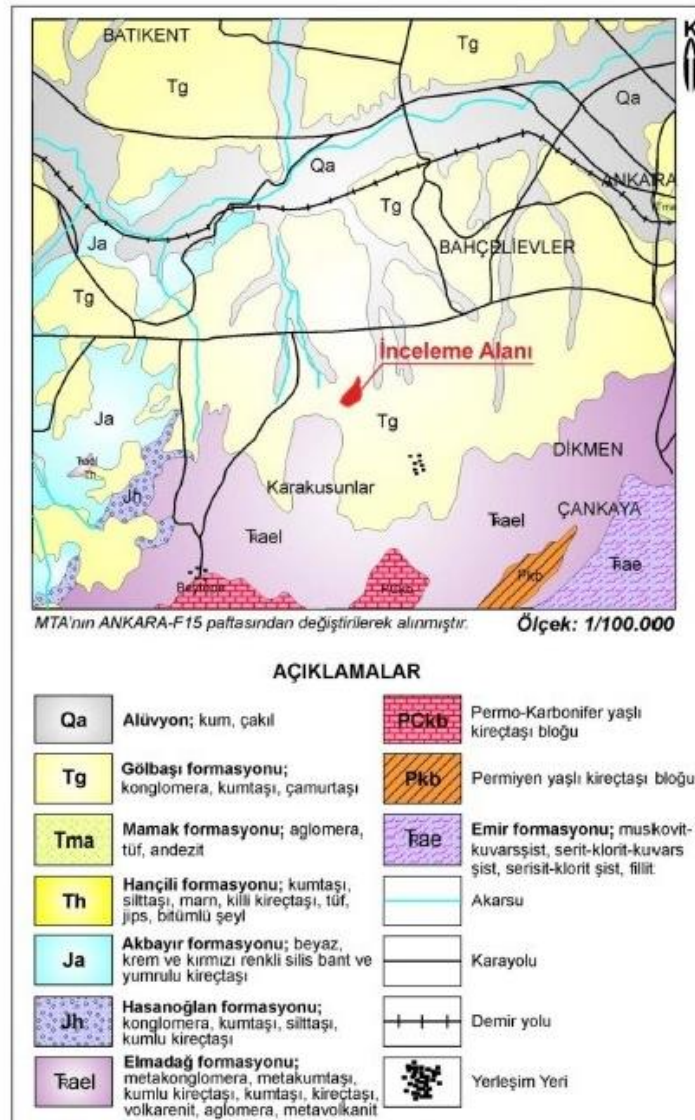 BATIKENT
Tg
Tg
K
Qa
Qa
ANKARA
Tma
Tg
Ja
BAHÇELİEVLER
Tg
İnceleme Alanı
Ja
Tg
Th
Jh
DİKMEN
Karakusunlar
ÇANKAYA
Trael
Trael
Trae
Pkb
PCkb
MTA'nın ANKARA-F15 paftasından değiştirilerek alınmıştır.
Ölçek: 1/100.000
AÇIKLAMALAR
Qa
Alüvyon; kum, çakıl
Tg
Gölbaşı formasyonu;
konglomera, kumtaşı, çamurtaşı
Tma
Mamak formasyonu; aglomera,
tüf, andezit
Th
Hançili formasyonu; kumtaşı,
silttaşı, marn, killi kireçtaşı, tüf,
jips, bitümlü şeyl
Ja
Akbayır formasyonu; beyaz,
krem ve kırmızı renkli silis bant ve
yumrulu kireçtaşı
Jh
Hasanoğlan formasyonu;
konglomera, kumtaşı, silttaşı,
kumlu kireçtaşı
Trael
Elmadağ formasyonu;
metakonglomera, metakumtaşı,
kumlu kireçtaşı, kumtaşı, kireçtaşı,
volkarenit, aglomera, metavolkanit
PCkb
Permo-Karbonifer yaşlı
kireçtaşı bloğu
Pkb
Permiyen yaşlı kireçtaşı bloğu
Trae
Emir formasyonu; muskovit-
kuvarsşist, serit-klorit-kuvars
şist, serisit-klorit şist, fillit
Akarsu
Karayolu
Demir yolu
Yerleşim Yeri